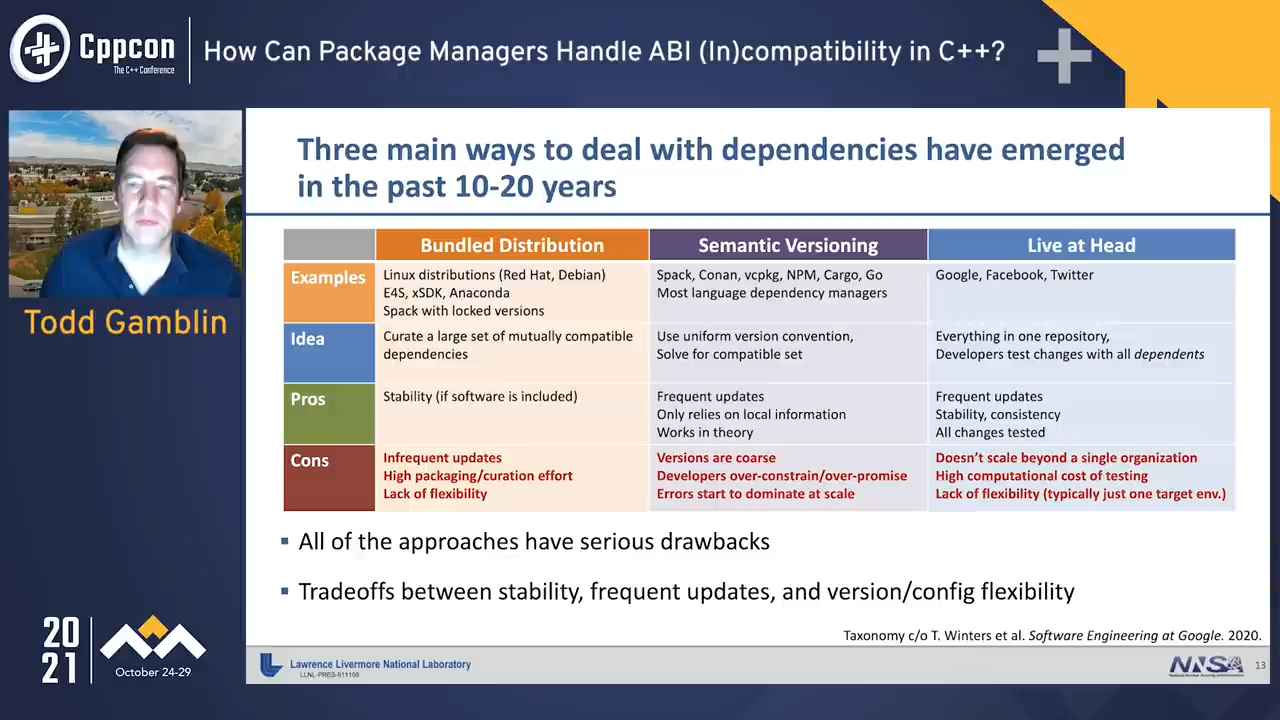 Cppcon
The C++ Conference
How Can Package Managers Handle ABI (In)compatibility in C++?
Todd Gamblin
20
21
October 24-29
Three main ways to deal with dependencies have emerged
in the past 10-20 years
Bundled Distribution
Semantic Versioning
Live at Head
Examples
Linux distributions (Red Hat, Debian)
E4S, xSDK, Anaconda
Spack with locked versions
Spack, Conan, vcpkg, NPM, Cargo, Go
Most language dependency managers
Google, Facebook, Twitter
Idea
Curate a large set of mutually compatible
dependencies
Use uniform version convention,
Solve for compatible set
Everything in one repository,
Developers test changes with all dependents
Pros
Stability (if software is included)
Frequent updates
Only relies on local information
Works in theory
Frequent updates
Stability, consistency
All changes tested
Cons
Infrequent updates
High packaging/curation effort
Lack of flexibility
Versions are coarse
Developers over-constrain/over-promise
Errors start to dominate at scale
Doesn't scale beyond a single organization
High computational cost of testing
Lack of flexibility (typically just one target env.)
▪ All of the approaches have serious drawbacks
▪ Tradeoffs between stability, frequent updates, and version/config flexibility
Taxonomy c/o T. Winters et al. Software Engineering at Google. 2020.
Lawrence Livermore National Laboratory
LLNL-PRES-811108
NNSA
National Nuclear Security Administration
13